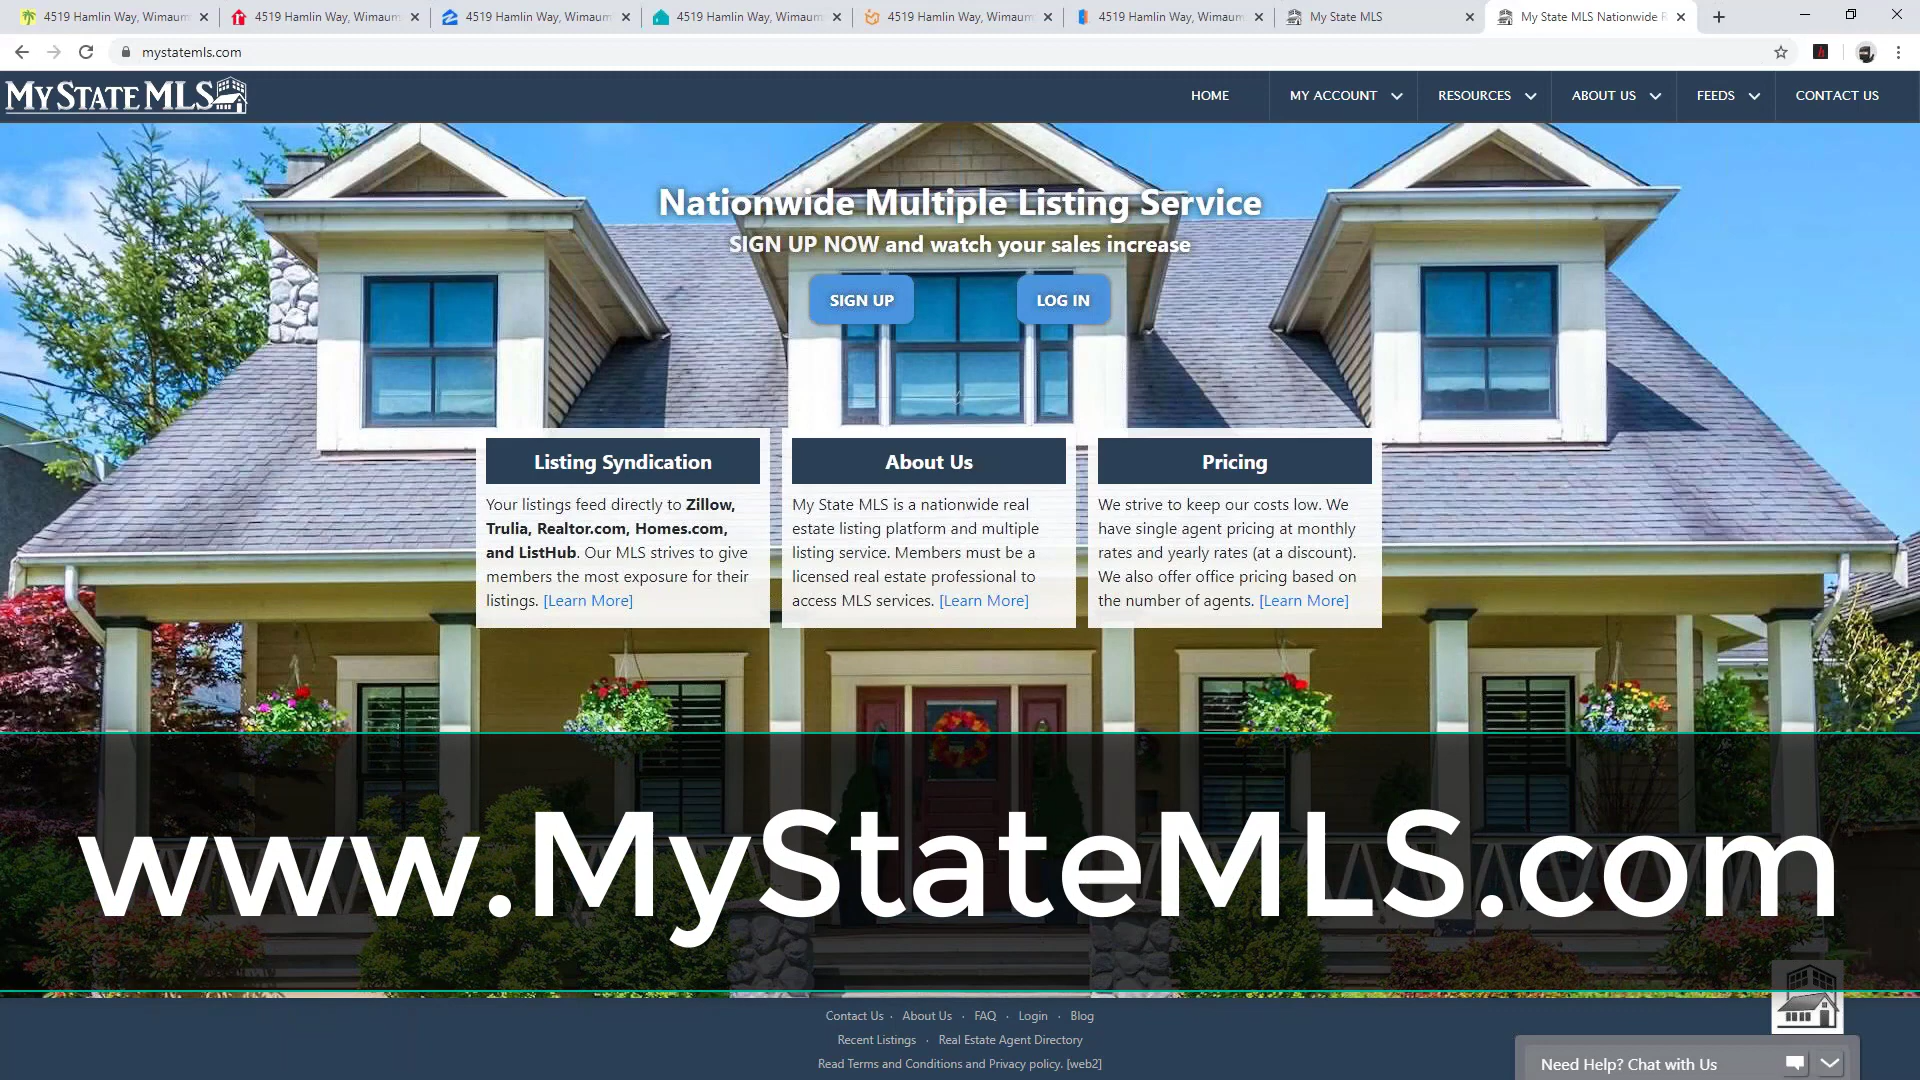 4519 Hamlin Way, Wimaum
4519 Hamlin Way, Wimaum
4519 Hamlin Way, Wimaum
4519 Hamlin Way, Wimaum
4519 Hamlin Way, Wimaum
4519 Hamlin Way, Wimaum
My State MLS
My State MLS Nationwide R
mystatemls.com
MY STATE MLS
HOME
MY ACCOUNT
RESOURCES
ABOUT US
FEEDS
CONTACT US
Nationwide Multiple Listing Service
SIGN UP NOW and watch your sales increase
SIGN UP
LOG IN
Listing Syndication
Your listings feed directly to Zillow,
Trulia, Realtor.com, Homes.com,
and ListHub. Our MLS strives to give
members the most exposure for their
listings. [Learn More]
About Us
My State MLS is a nationwide real
estate listing platform and multiple
listing service. Members must be a
licensed real estate professional to
access MLS services. [Learn More]
Pricing
We strive to keep our costs low. We
have single agent pricing at monthly
rates and yearly rates (at a discount).
We also offer office pricing based on
the number of agents. [Learn More]
www.MyStateMLS.com
Contact Us · About Us · FAQ · Login · Blog
Recent Listings · Real Estate Agent Directory
Read Terms and Conditions and Privacy policy. [web2]
Need Help? Chat with Us